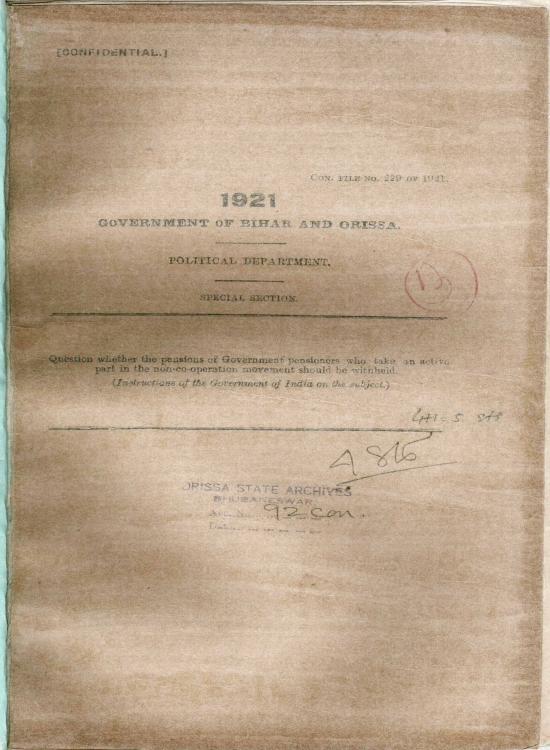 [CONFIDENTIAL.]
CON. FILE NO. 229 OF 1921.
1921
GOVERNMENT OF BIHAR AND ORISSA.
POLITICAL DEPARTMENT.
SPECIAL SECTION.
Question whether the pensions of Government pensioners who take an active
part in the non-co-operation movement should be withheld.
(Instructions of the Government of India on the subject.)
ORISSA STATE ARCHIVES
BHUBANESWAR
Acc. No. 92 Con.